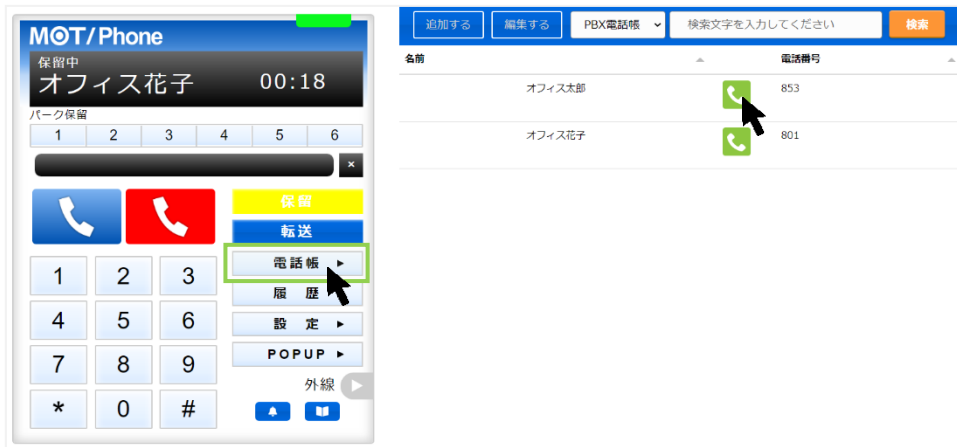 MOT/Phone
保留中
オフィス花子 00:18
パーク保留
1 2 3 4 5 6
×
保留
転送
電話帳 ▶
1 2 3
履 歴
4 5 6
設 定 ▶
7 8 9
POPUP ▶
外線
* 0 #
追加する 編集する PBX電話帳 検索文字を入力してください 検索
名前 電話番号
オフィス太郎 853
オフィス花子 801